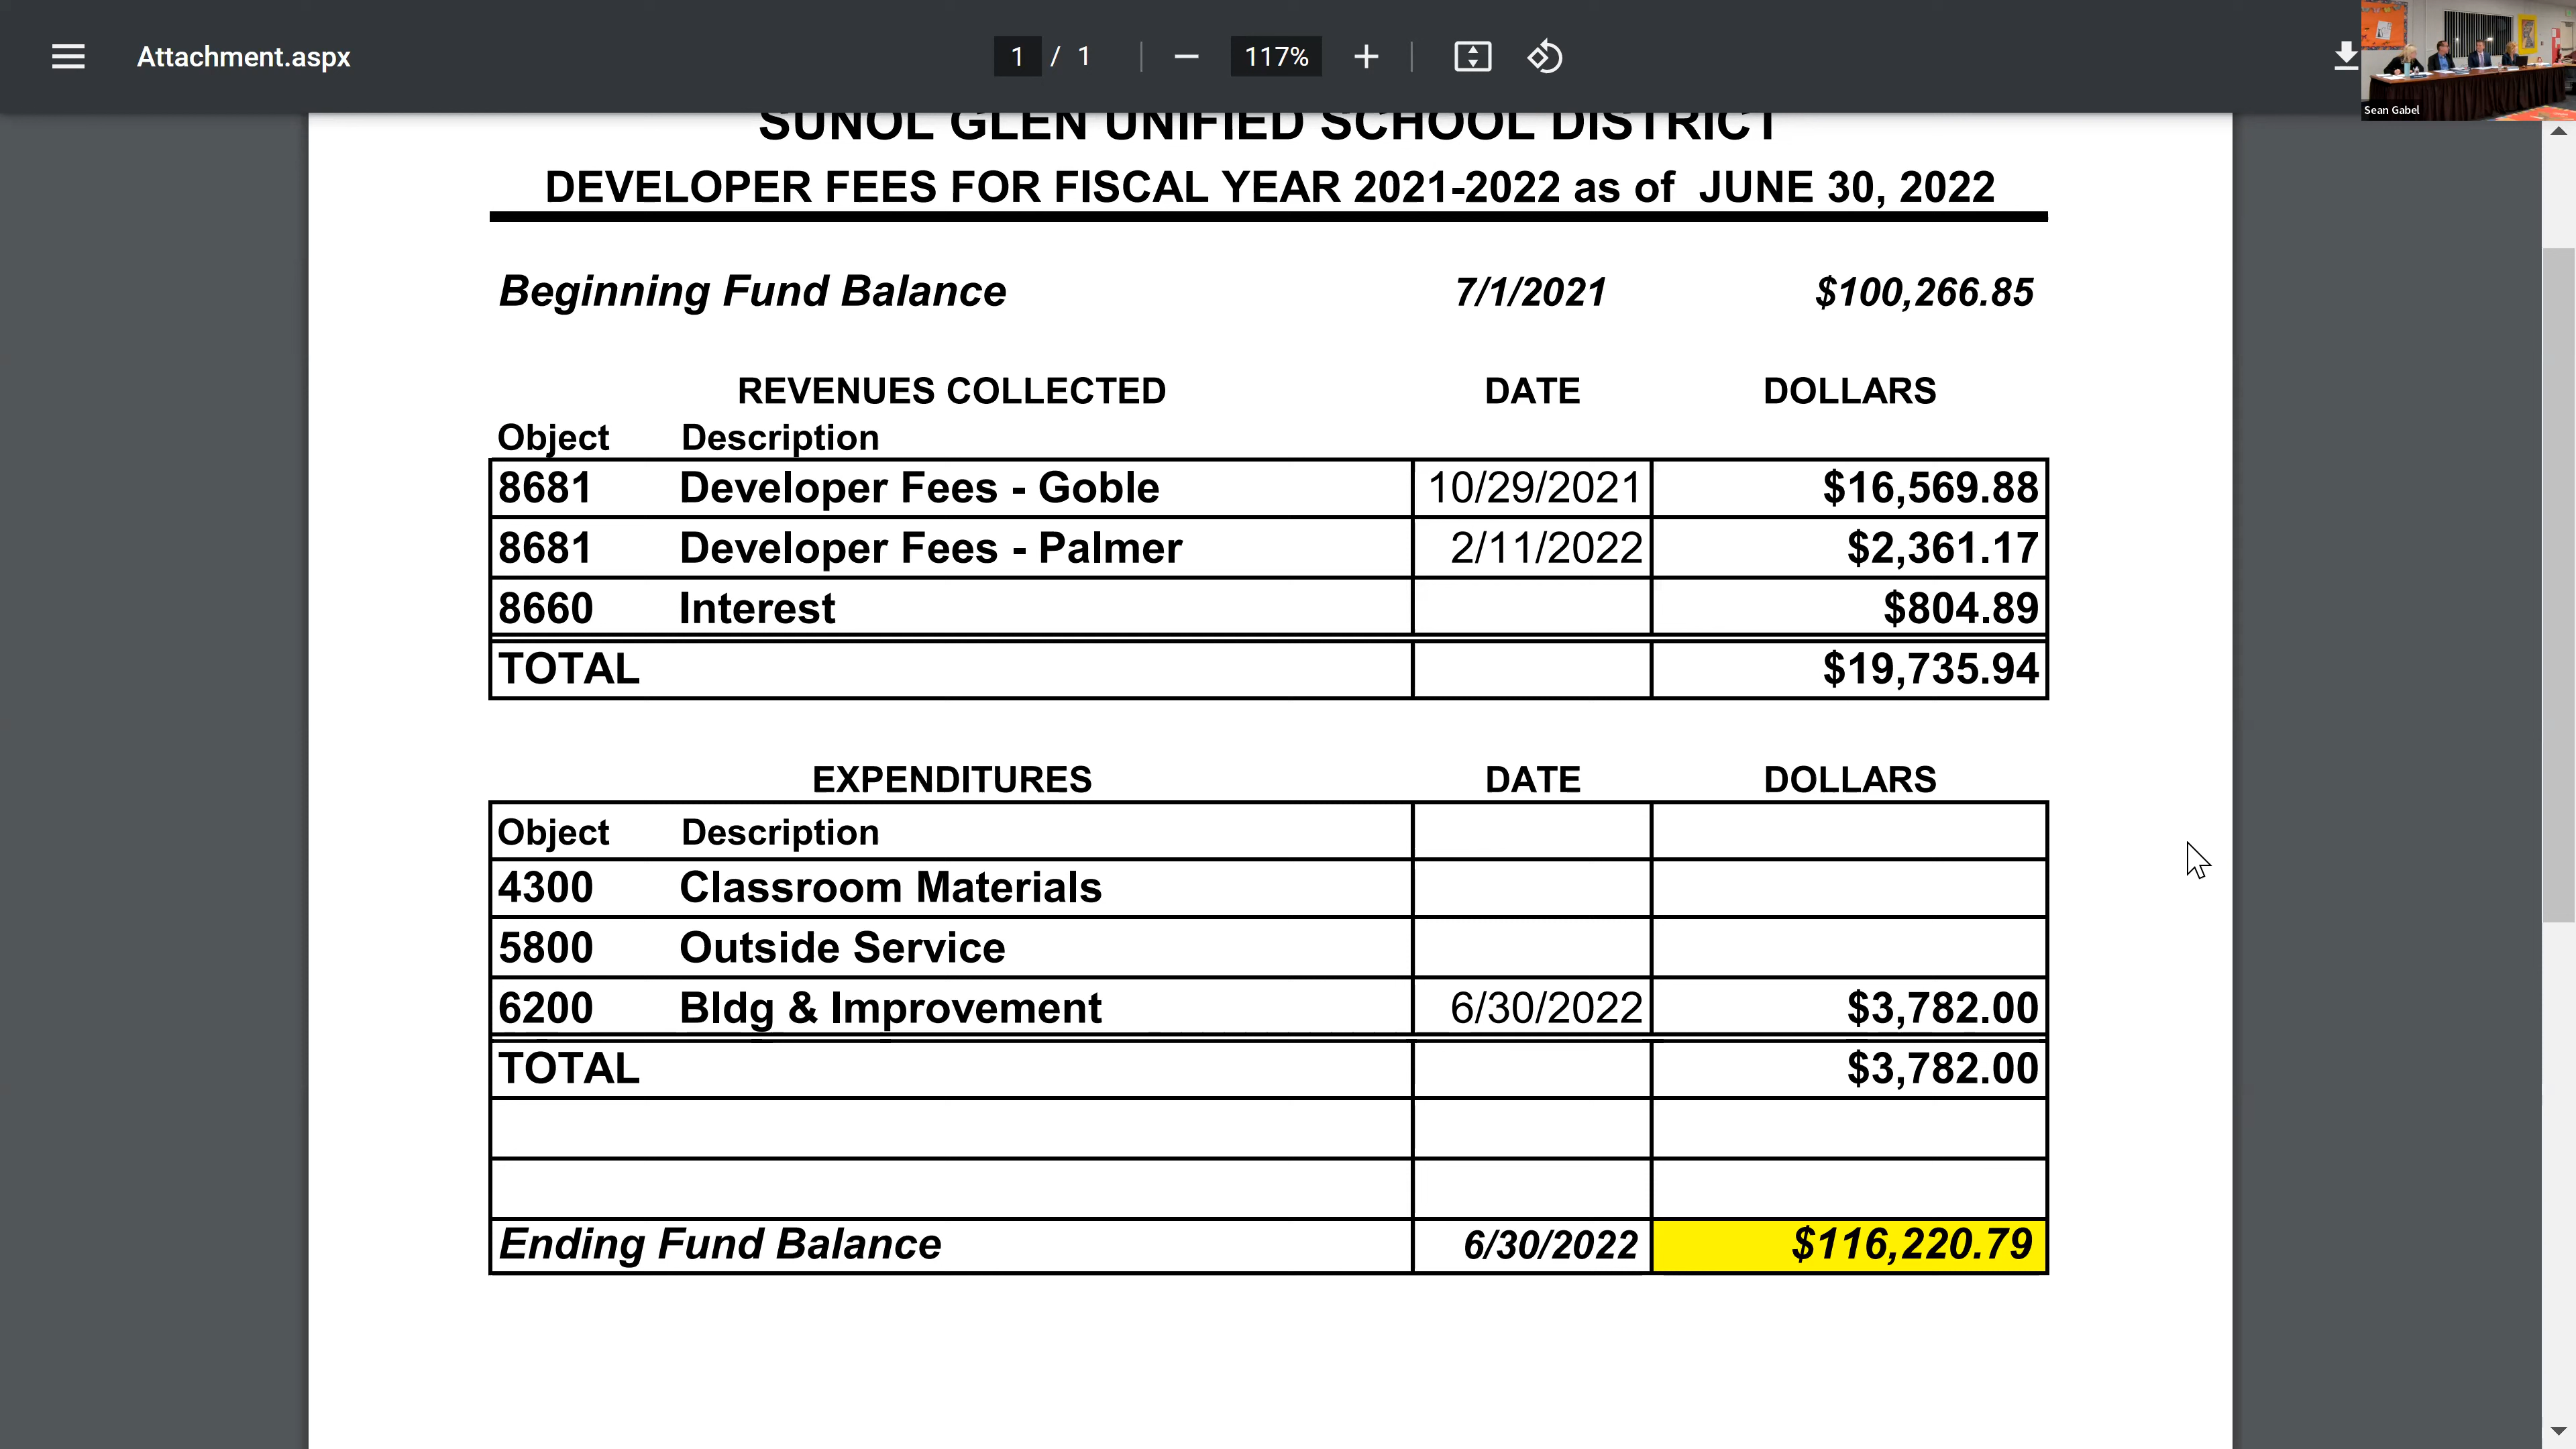 Attachment.aspx
1 / 1
117%
Sean Gabel
SUNOL GLEN UNIFIED SCHOOL DISTRICT
DEVELOPER FEES FOR FISCAL YEAR 2021-2022 as of JUNE 30, 2022
Beginning Fund Balance 7/1/2021 $100,266.85
REVENUES COLLECTED DATE DOLLARS
Object Description
8681 Developer Fees - Goble 10/29/2021 $16,569.88
8681 Developer Fees - Palmer 2/11/2022 $2,361.17
8660 Interest $804.89
TOTAL $19,735.94
EXPENDITURES DATE DOLLARS
Object Description
4300 Classroom Materials
5800 Outside Service
6200 Bldg & Improvement 6/30/2022 $3,782.00
TOTAL $3,782.00
Ending Fund Balance 6/30/2022 $116,220.79